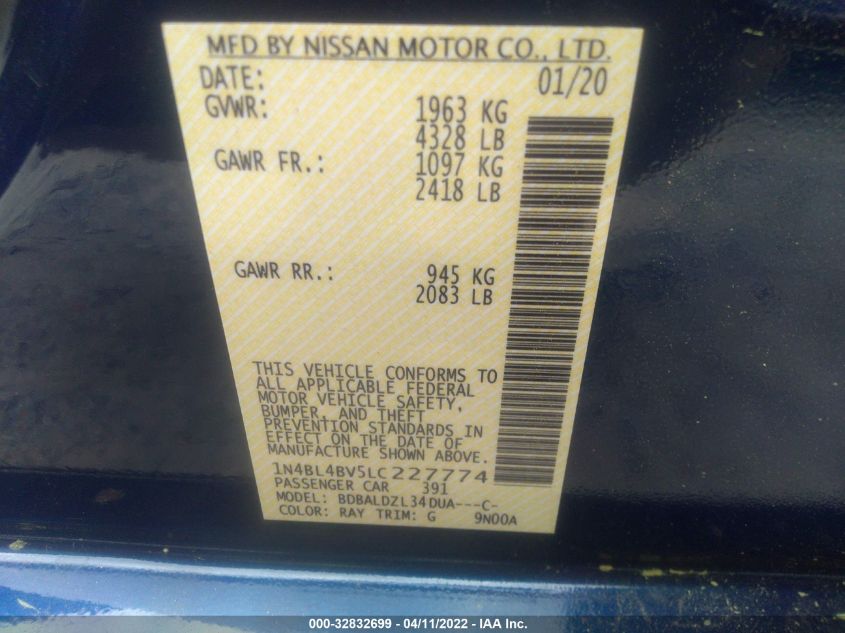 MFD BY NISSAN MOTOR CO., LTD.
DATE: 01/20
GVWR: 1963 KG
4328 LB
GAWR FR.: 1097 KG
2418 LB
GAWR RR.: 945 KG
2083 LB
THIS VEHICLE CONFORMS TO
ALL APPLICABLE FEDERAL
MOTOR VEHICLE SAFETY,
BUMPER, AND THEFT
PREVENTION STANDARDS IN
EFFECT ON THE DATE OF
MANUFACTURE SHOWN ABOVE.
1N4BL4BV5LC227774
PASSENGER CAR 391
MODEL: BDBALDZL34DUA---C-
COLOR: RAY TRIM: G 9N00A
000-32832699 - 04/11/2022 - IAA Inc.